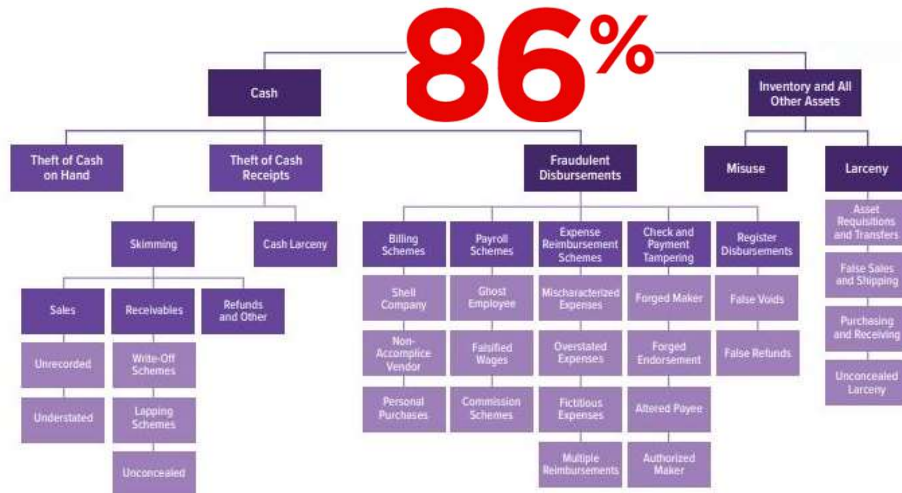 86%
Cash
Inventory and All
Other Assets
Theft of Cash
on Hand
Theft of Cash
Receipts
Fraudulent
Disbursements
Misuse
Larceny
Skimming
Cash Larceny
Billing
Schemes
Payroll
Schemes
Expense
Reimbursement
Schemes
Check and
Payment
Tampering
Register
Disbursements
Asset
Requisitions
and Transfers
Sales
Receivables
Refunds
and Other
Shell
Company
Ghost
Employee
Mischaracterized
Expenses
Forged Maker
False Voids
False Sales
and Shipping
Unrecorded
Write-Off
Schemes
Non-
Accomplice
Vendor
Falsified
Wages
Overstated
Expenses
Forged
Endorsement
False Refunds
Purchasing
and Receiving
Understated
Lapping
Schemes
Personal
Purchases
Commission
Schemes
Fictitious
Expenses
Altered Payee
Unconcealed
Larceny
Unconcealed
Multiple
Reimbursements
Authorized
Maker